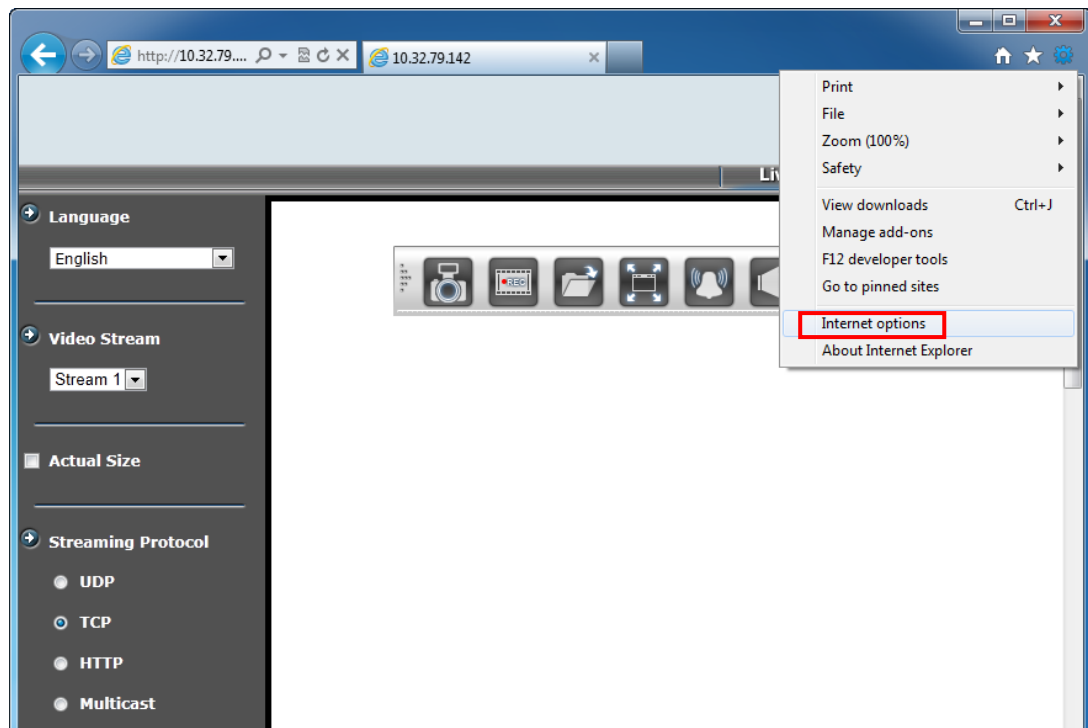 http://10.32.79....
10.32.79.142
Print
File
Zoom (100%)
Safety
View downloads Ctrl+J
Manage add-ons
F12 developer tools
Go to pinned sites
Internet options
About Internet Explorer
Language
English
Video Stream
Stream 1
Actual Size
Streaming Protocol
UDP
TCP
HTTP
Multicast
REC